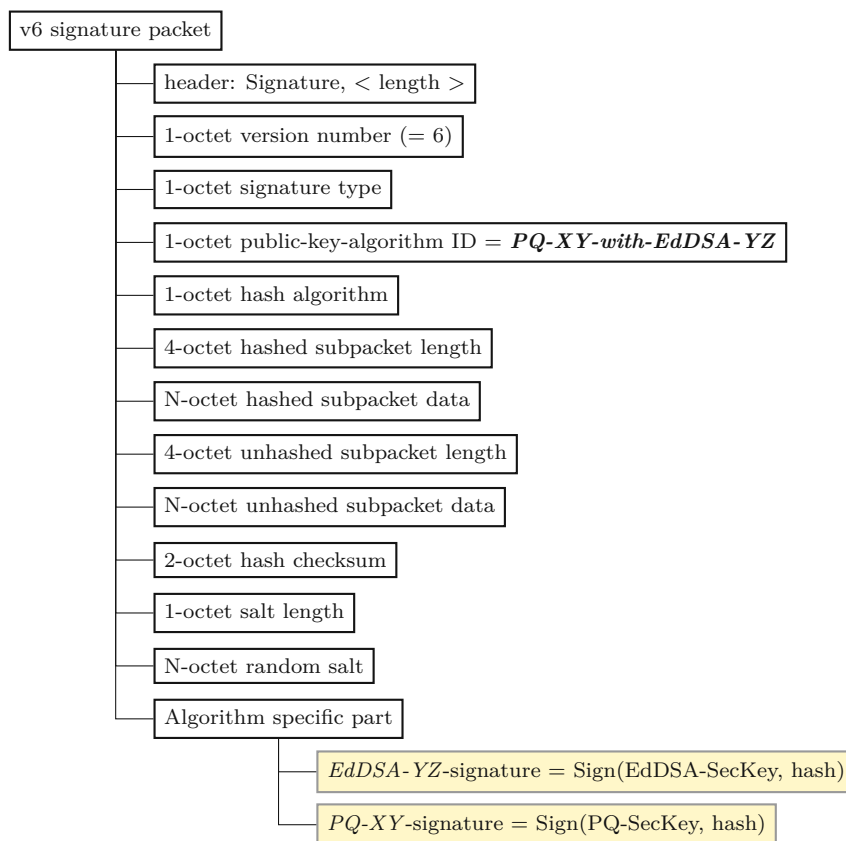 v6 signature packet
header: Signature, < length >
1-octet version number (= 6)
1-octet signature type
1-octet public-key-algorithm ID = PQ-XY-with-EdDSA-YZ
1-octet hash algorithm
4-octet hashed subpacket length
N-octet hashed subpacket data
4-octet unhashed subpacket length
N-octet unhashed subpacket data
2-octet hash checksum
1-octet salt length
N-octet random salt
Algorithm specific part
EdDSA-YZ-signature = Sign(EdDSA-SecKey, hash)
PQ-XY-signature = Sign(PQ-SecKey, hash)